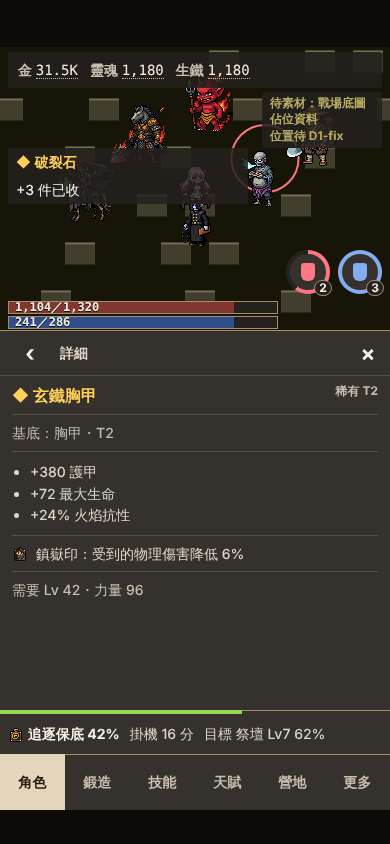 金 31.5K 靈魂 1,180 生鐵 1,180
待素材：戰場底圖
佔位資料
位置待 D1-fix
◆ 破裂石
+3 件已收
2
3
1,104/1,320
241/286
‹ 詳細 ×
◆ 玄鐵胸甲 稀有 T2
基底：胸甲・T2
• +380 護甲
• +72 最大生命
• +24% 火焰抗性
鎮嶽印：受到的物理傷害降低 6%
需要 Lv 42・力量 96
追逐保底 42% 掛機 16 分 目標 祭壇 Lv7 62%
角色 鍛造 技能 天賦 營地 更多